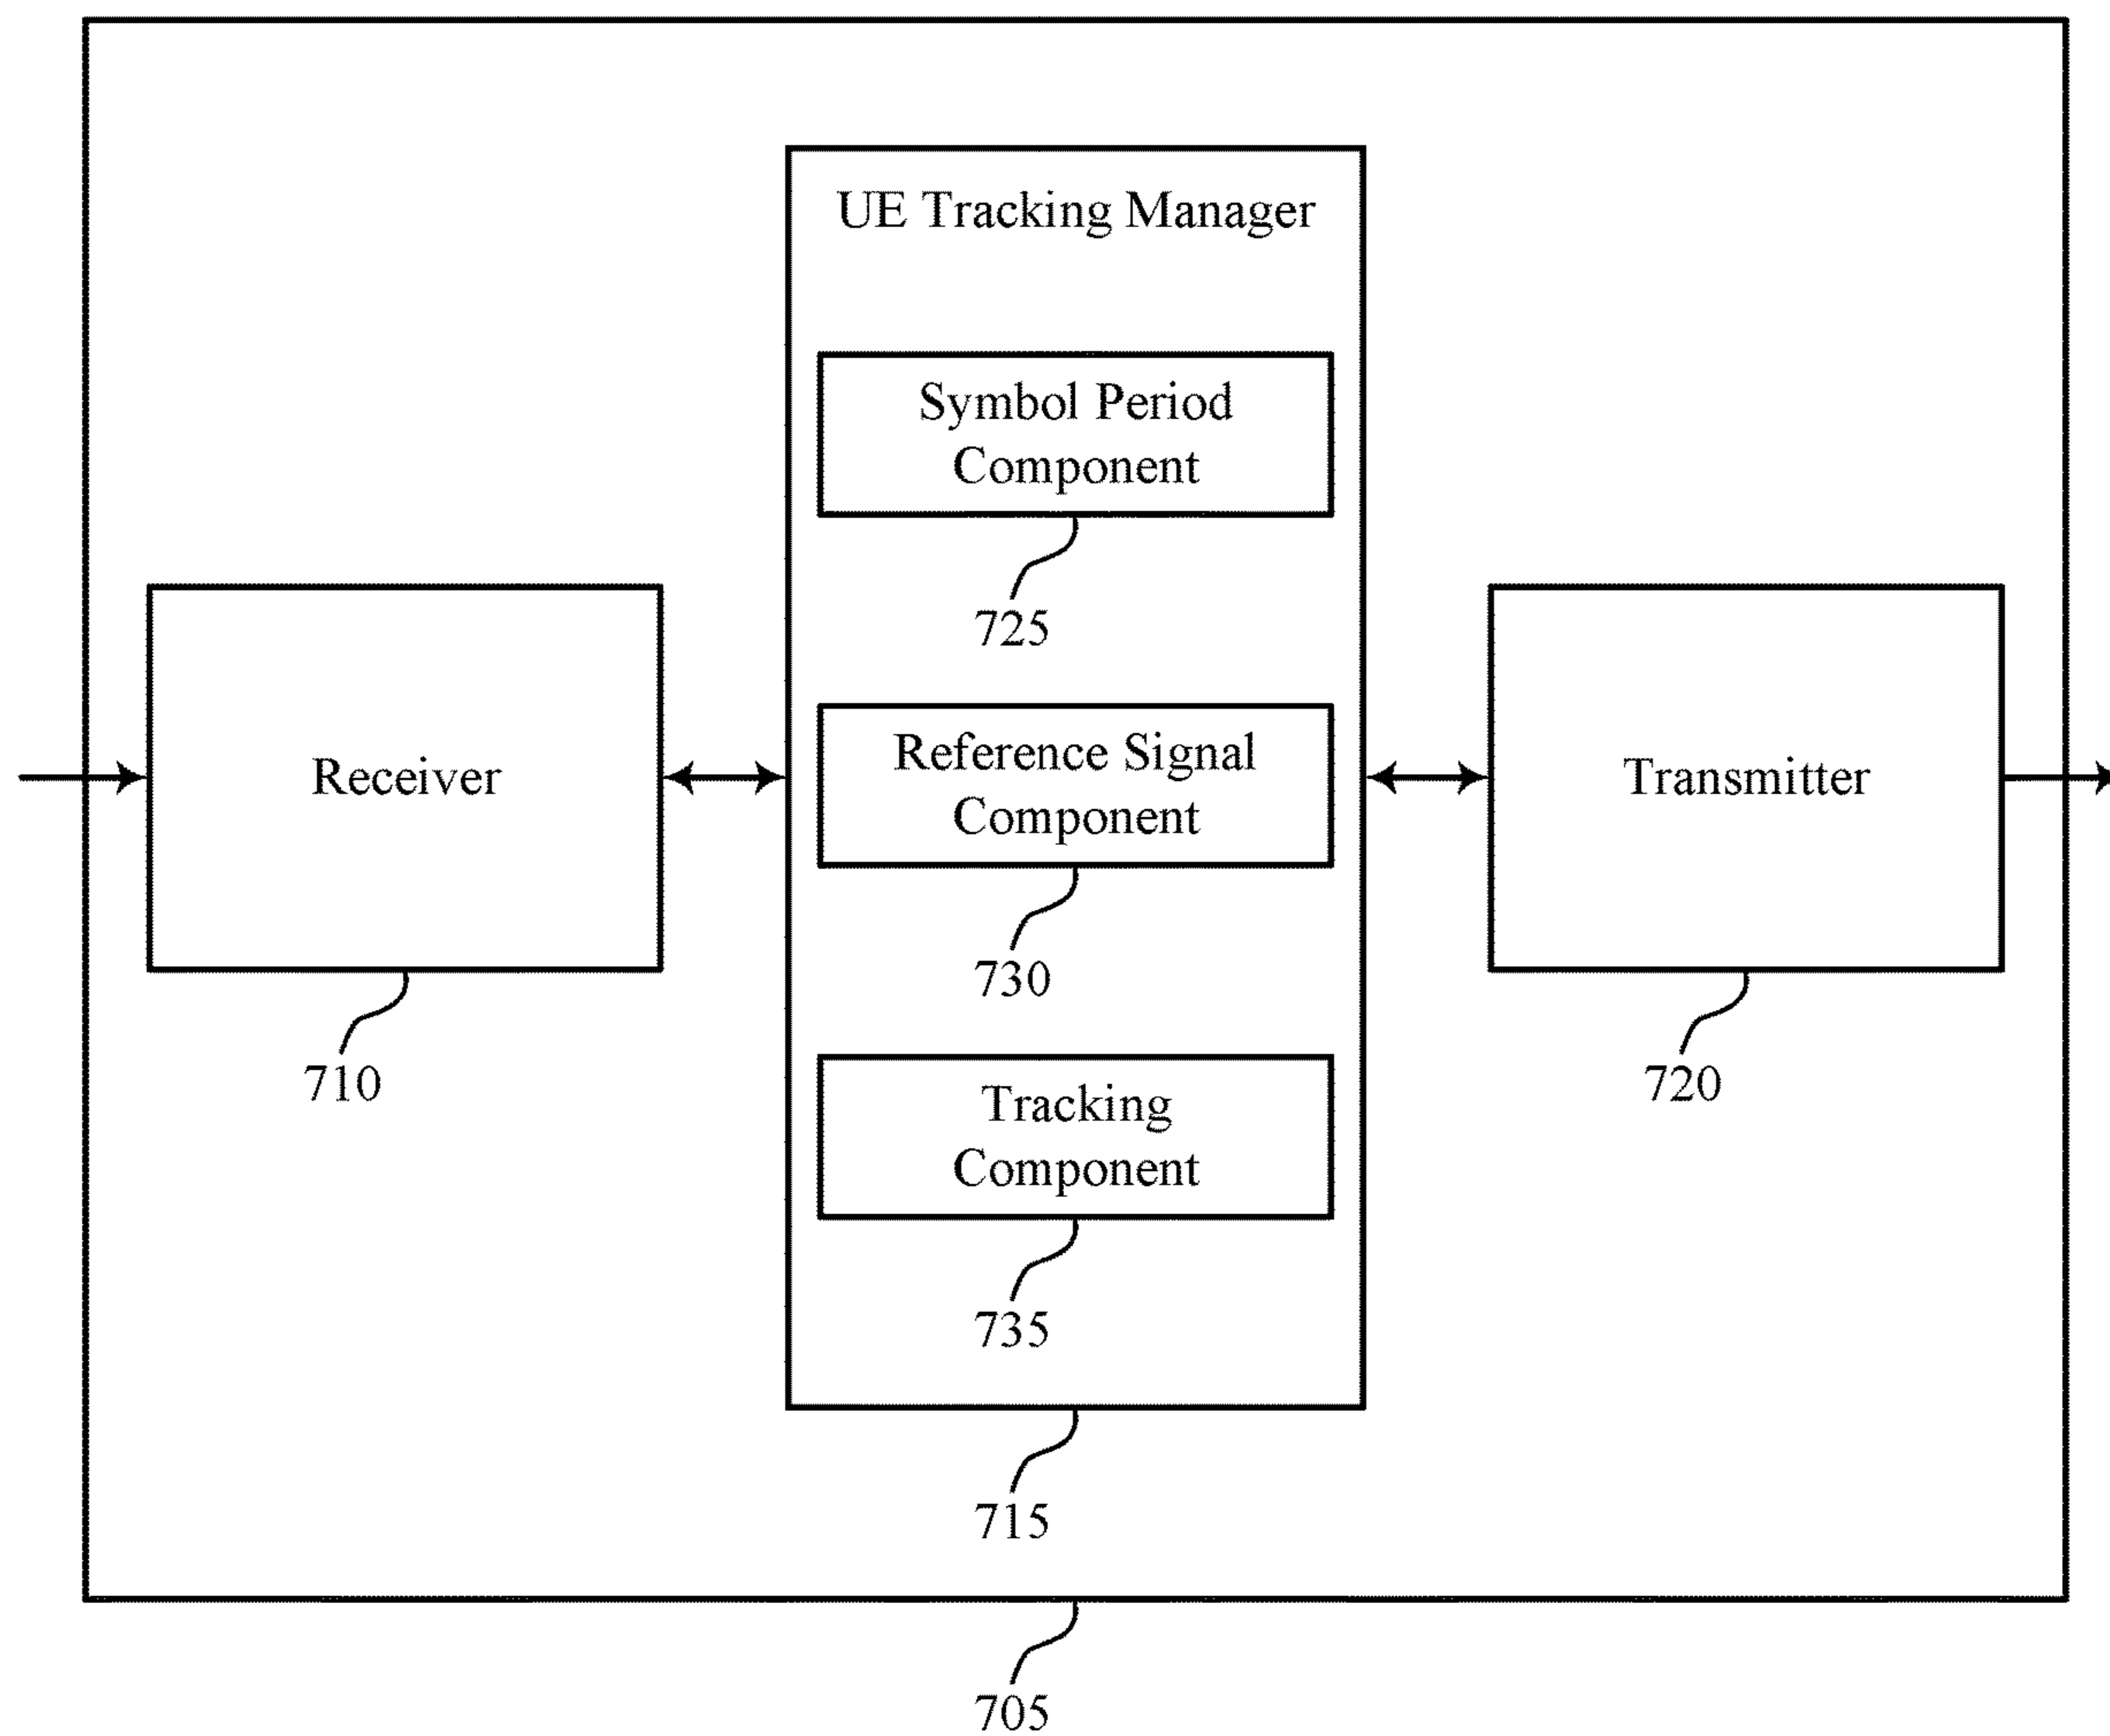 UE Tracking Manager
Symbol Period
Component
725
Reference Signal
Component
730
Tracking
Component
735
715
Receiver
710
Transmitter
720
705